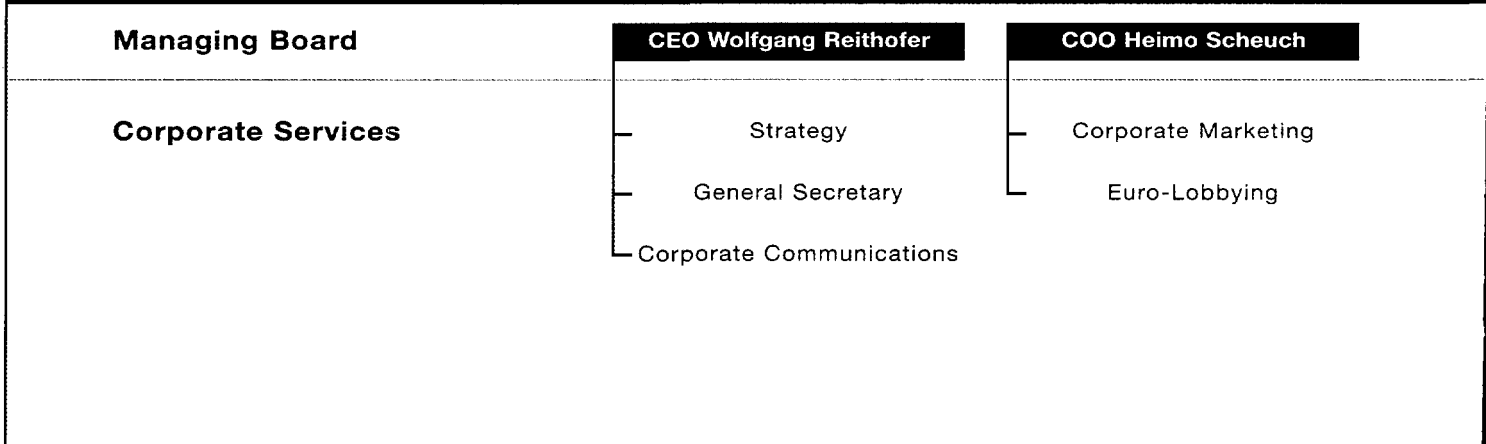 Managing Board
CEO Wolfgang Reithofer
COO Heimo Scheuch
Corporate Services
Strategy
Corporate Marketing
General Secretary
Euro-Lobbying
Corporate Communications